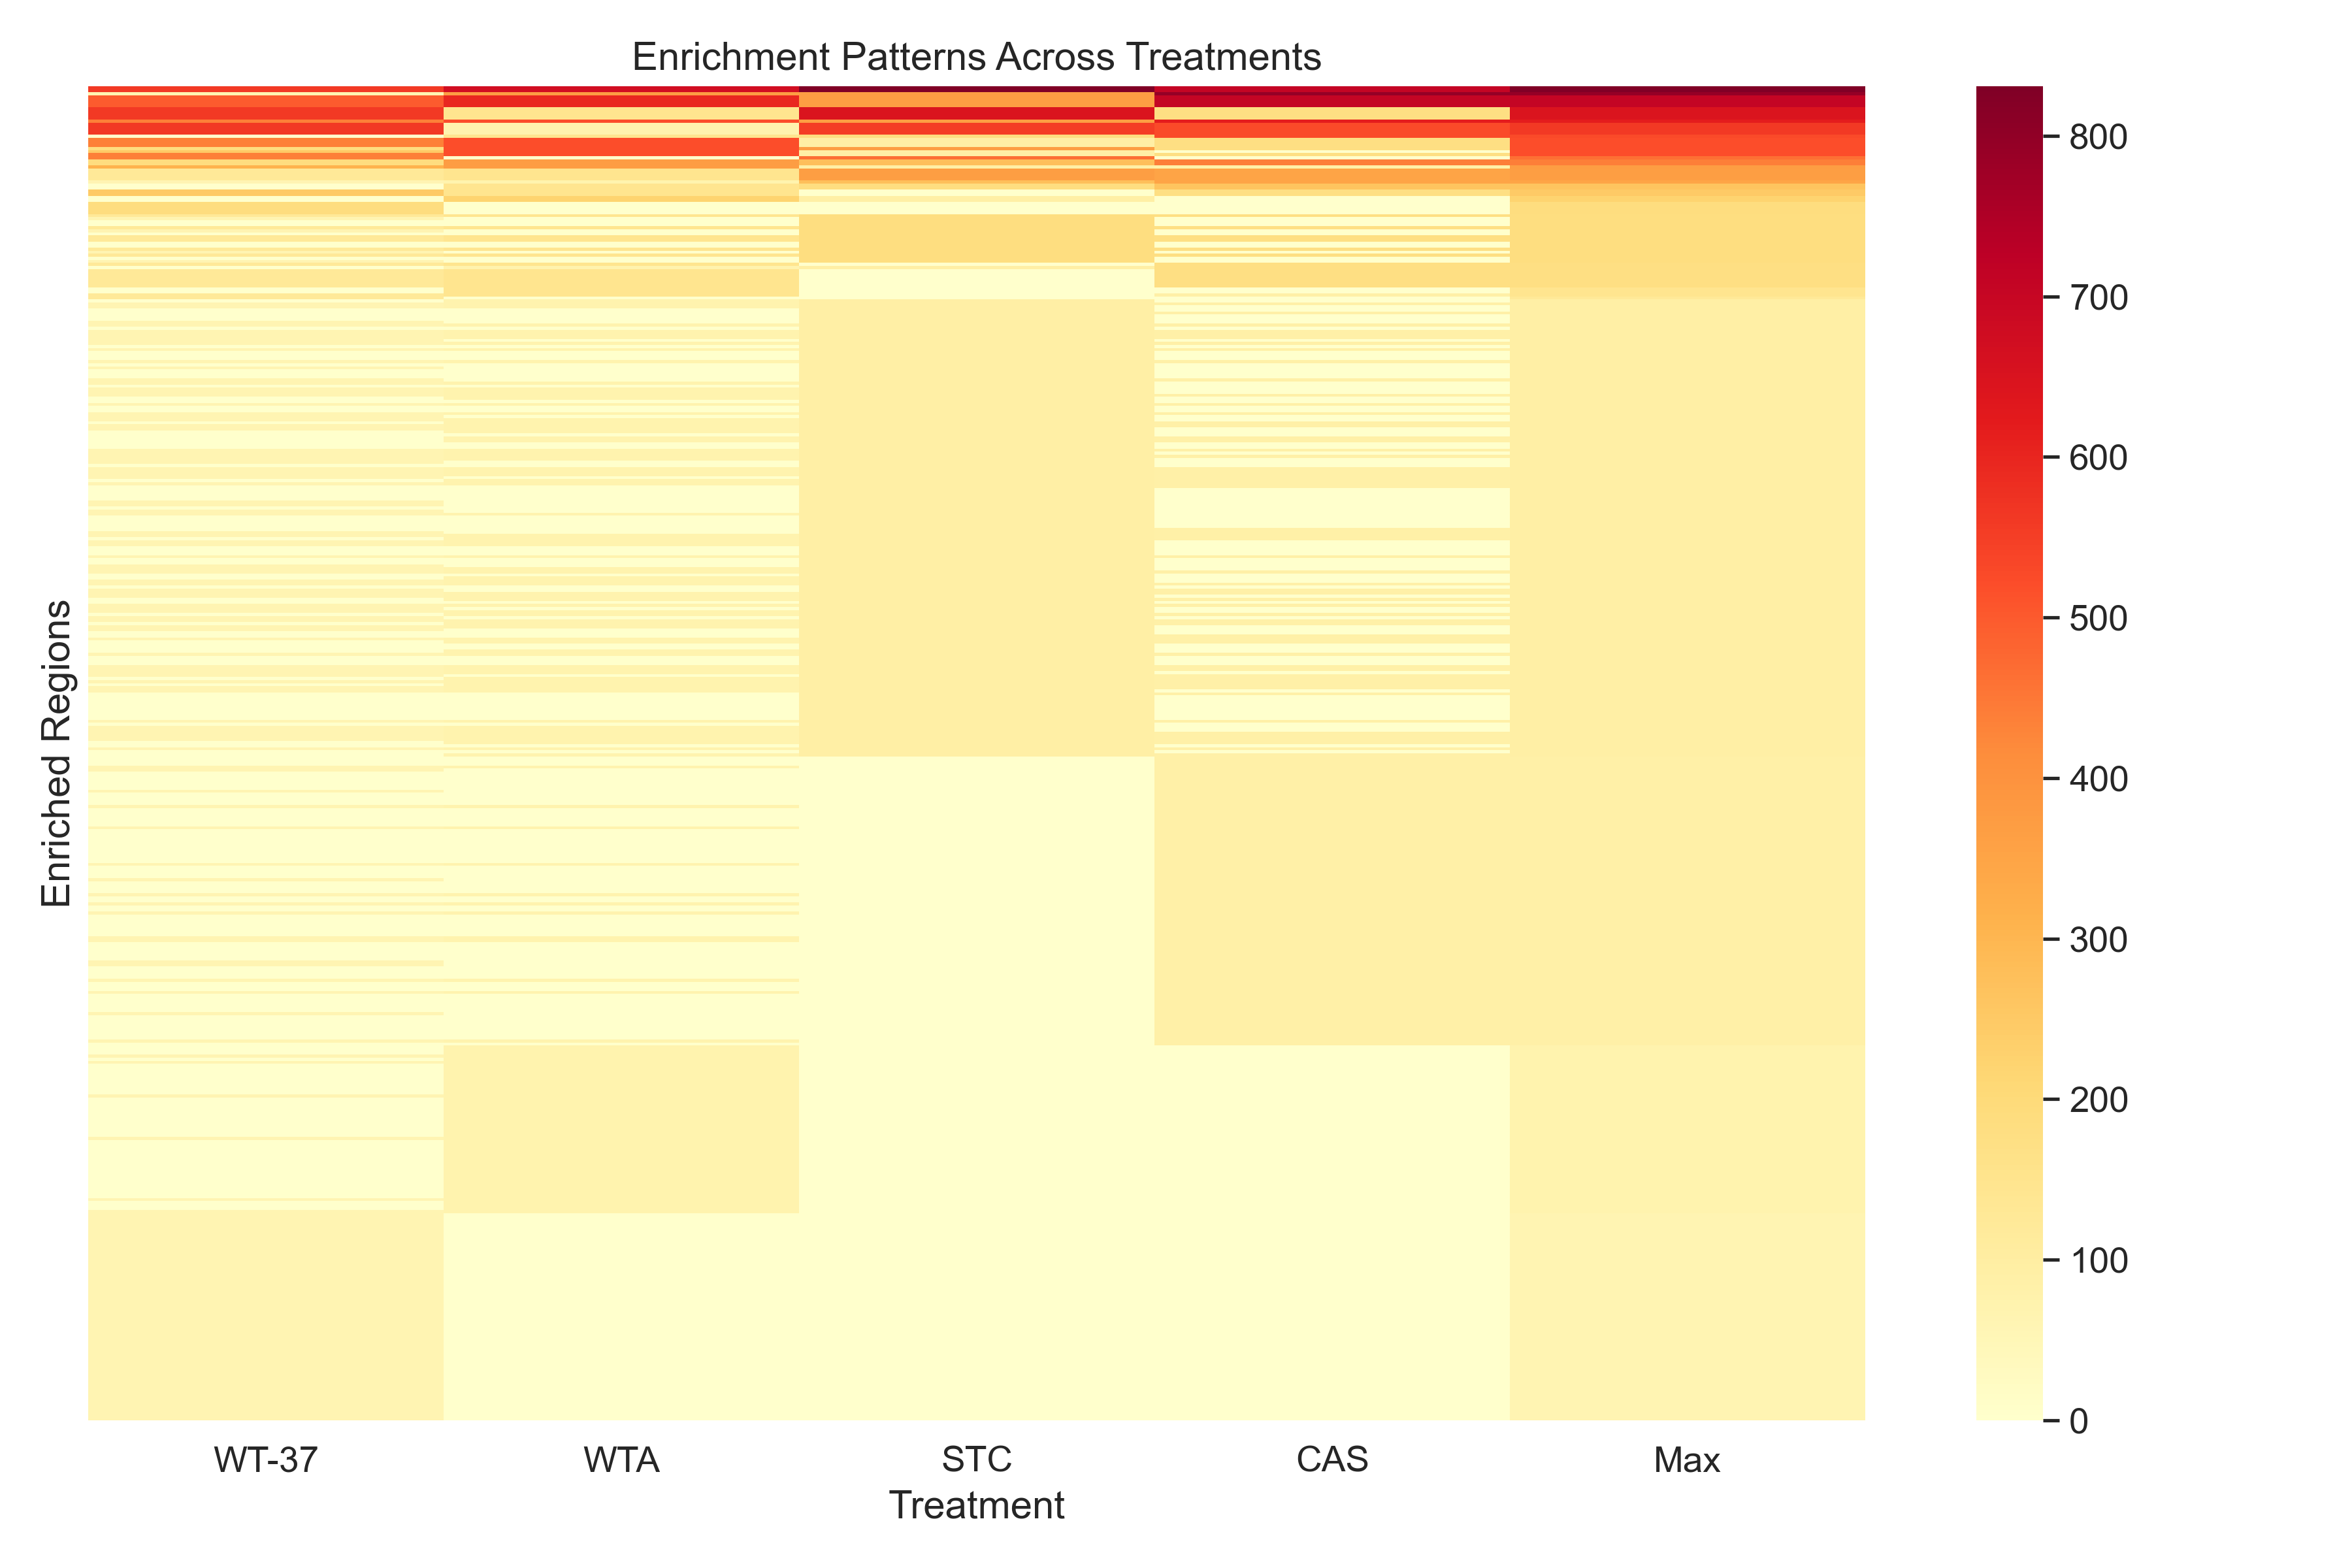 Enrichment Patterns Across Treatments
Enriched Regions
800
700
600
500
400
300
200
100
0
WT-37 WTA STC CAS Max
Treatment